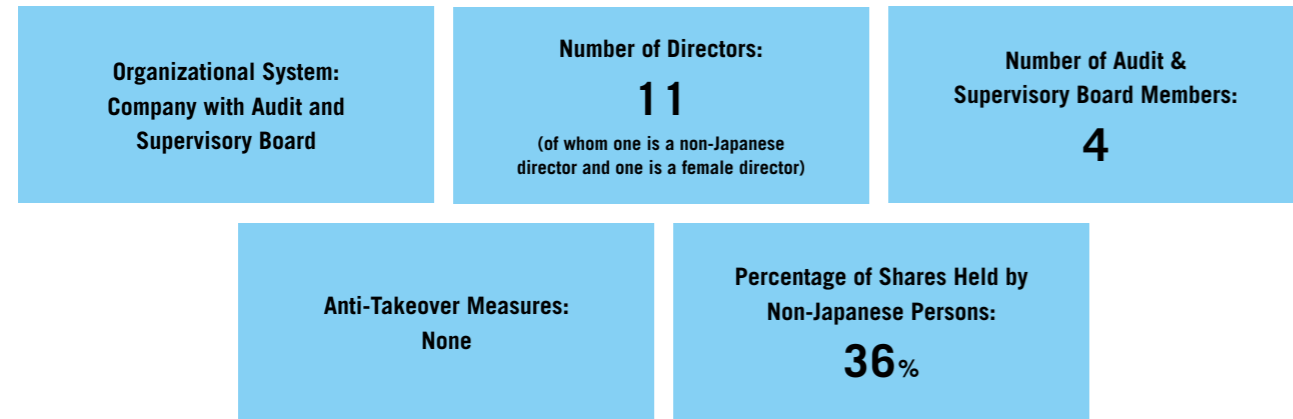 Organizational System:
Company with Audit and
Supervisory Board
Number of Directors:
11
(of whom one is a non-Japanese
director and one is a female director)
Number of Audit &
Supervisory Board Members:
4
Anti-Takeover Measures:
None
Percentage of Shares Held by
Non-Japanese Persons:
36%